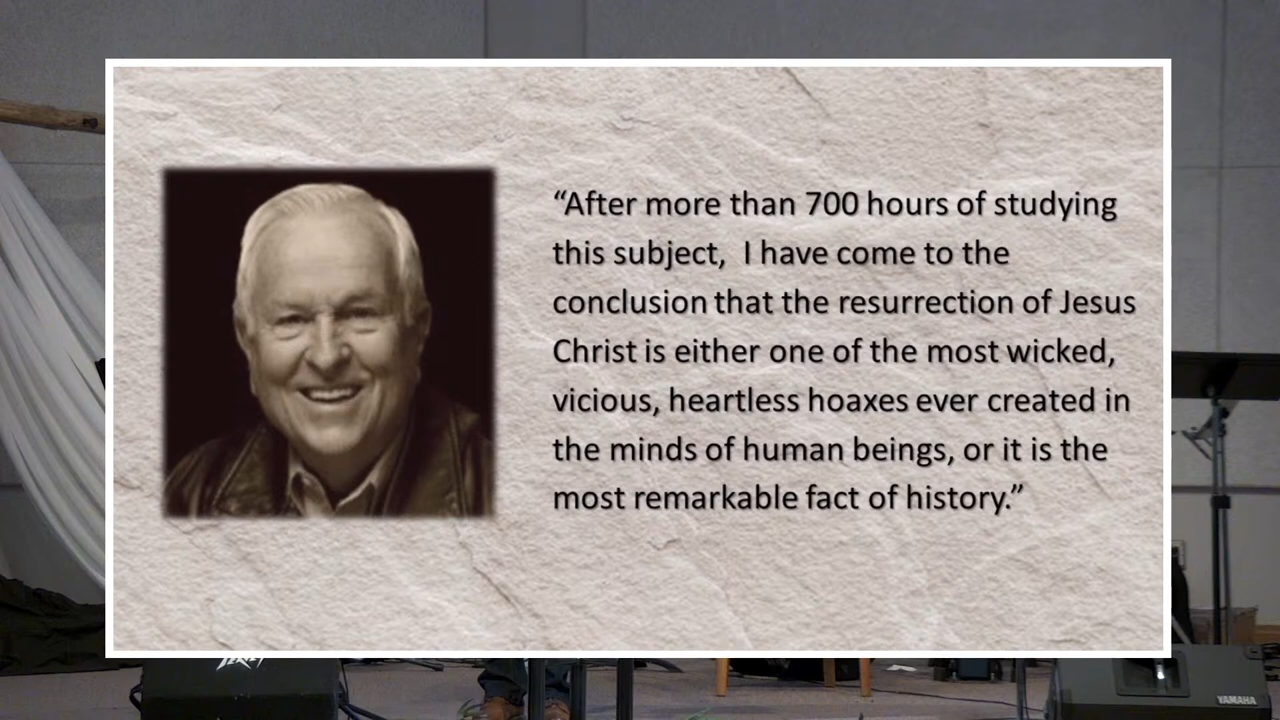 “After more than 700 hours of studying
this subject,  I have come to the
conclusion that the resurrection of Jesus
Christ is either one of the most wicked,
vicious, heartless hoaxes ever created in
the minds of human beings, or it is the
most remarkable fact of history.”
YAMAHA